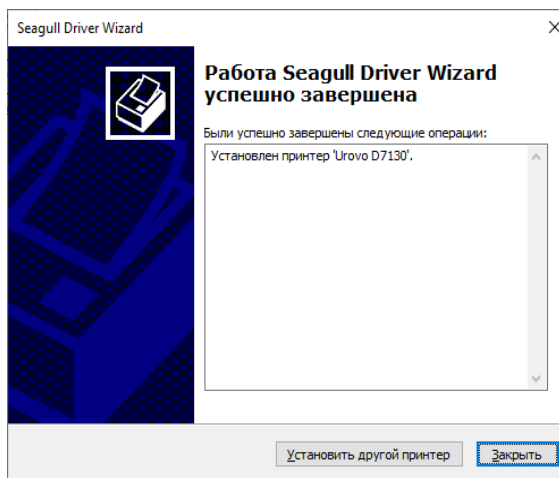 Seagull Driver Wizard
Работа Seagull Driver Wizard
успешно завершена
Были успешно завершены следующие операции:
Установлен принтер 'Urovo D7130'.
Установить другой принтер
Закрыть